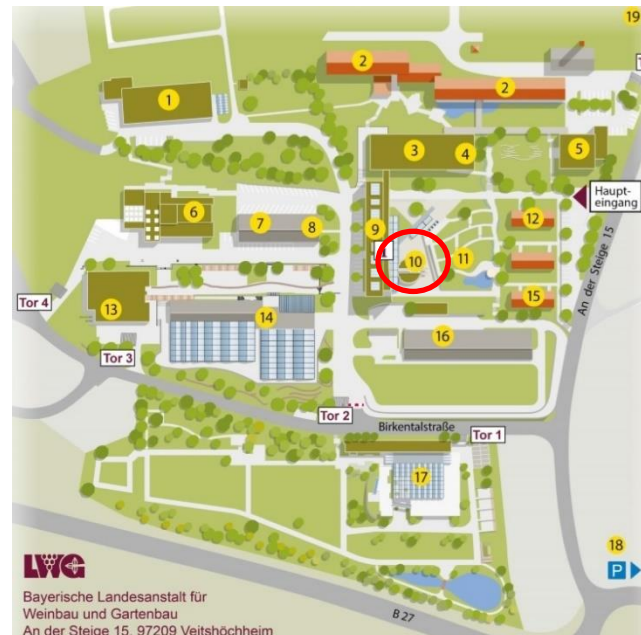 19
2
2
1
3
4
5
Haupt-
eingang
12
6
7
8
9
10
11
An der Steige 15
15
Tor 4
13
14
16
Tor 3
Tor 2
Birkentalstraße
Tor 1
17
18
P
LWG
Bayerische Landesanstalt für
Weinbau und Gartenbau
An der Steige 15, 97209 Veitshöchheim
B 27